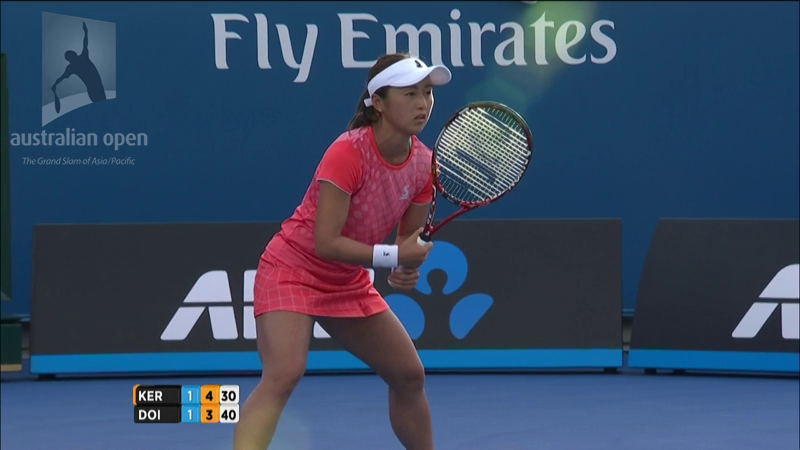 Fly Emirates
australian open
The Grand Slam of Asia/Pacific
KER 1 4 30
DOI 1 3 40